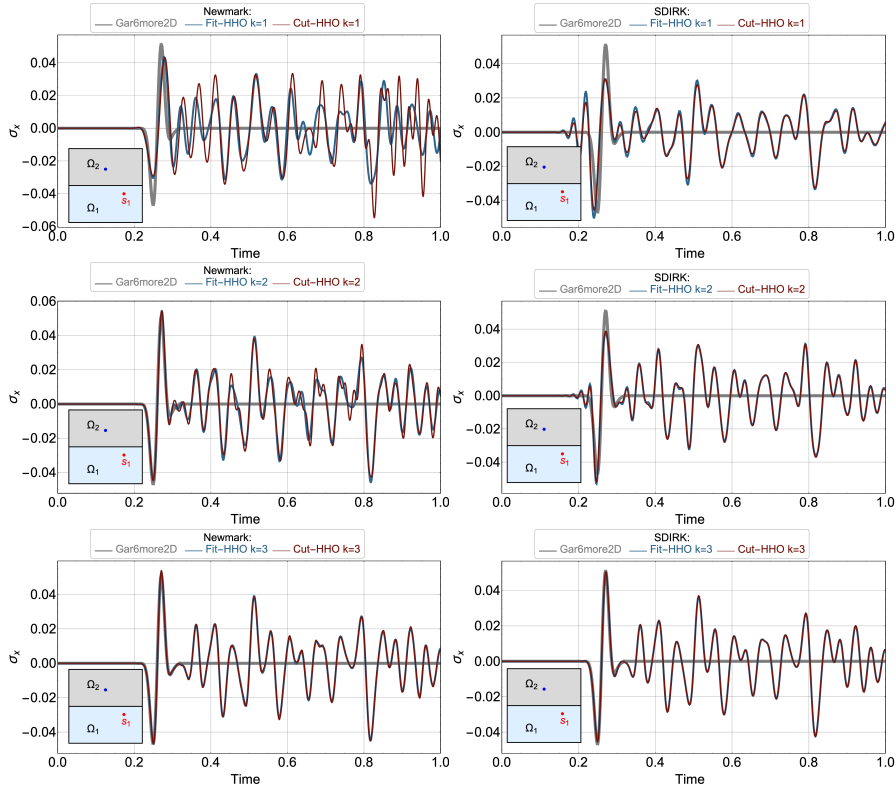 Newmark:
Gar6more2D Fit-HHO k=1 Cut-HHO k=1
0.04
0.02
0.00
−0.02
−0.04
−0.06
σx
Ω2
Ω1
s1
0.0 0.2 0.4 0.6 0.8 1.0
Time
SDIRK:
Gar6more2D Fit-HHO k=1 Cut-HHO k=1
0.04
0.02
0.00
−0.02
−0.04
σx
Ω2
Ω1
s1
0.0 0.2 0.4 0.6 0.8 1.0
Time
Newmark:
Gar6more2D Fit-HHO k=2 Cut-HHO k=2
0.06
0.04
0.02
0.00
−0.02
−0.04
σx
Ω2
Ω1
s1
0.0 0.2 0.4 0.6 0.8 1.0
Time
SDIRK:
Gar6more2D Fit-HHO k=2 Cut-HHO k=2
0.04
0.02
0.00
−0.02
−0.04
σx
Ω2
Ω1
s1
0.0 0.2 0.4 0.6 0.8 1.0
Time
Newmark:
Gar6more2D Fit-HHO k=3 Cut-HHO k=3
0.04
0.02
0.00
−0.02
−0.04
σx
Ω2
Ω1
s1
0.0 0.2 0.4 0.6 0.8 1.0
Time
SDIRK:
Gar6more2D Fit-HHO k=3 Cut-HHO k=3
0.04
0.02
0.00
−0.02
−0.04
σx
Ω2
Ω1
s1
0.0 0.2 0.4 0.6 0.8 1.0
Time